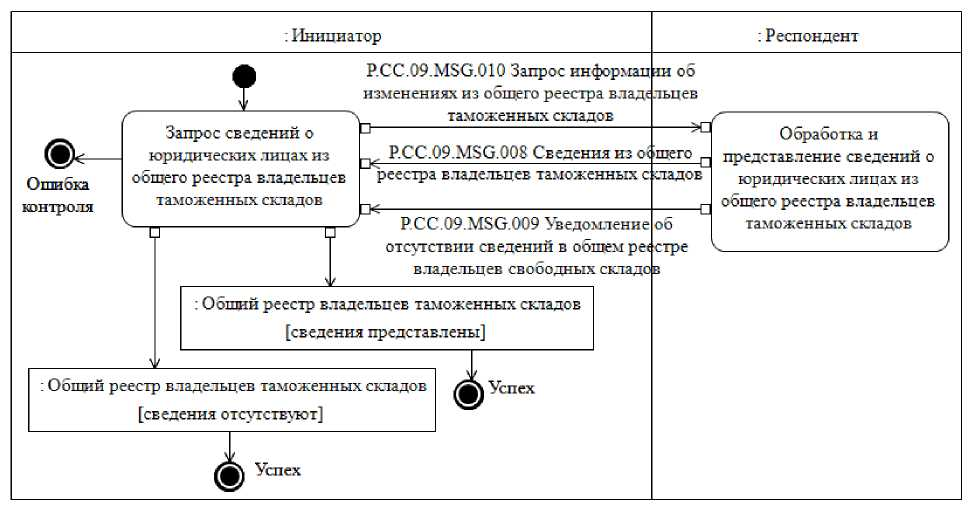 : Инициатор
: Респондент
P.CC.09.MSG.010 Запрос информации об
изменениях из общего реестра владельцев
таможенных складов
Запрос сведений о
юридических лицах из
общего реестра владельцев
таможенных складов
Ошибка
контроля
P.CC.09.MSG.008 Сведения из общего
реестра владельцев таможенных складов
Обработка и
представление сведений о
юридических лицах из
общего реестра владельцев
таможенных складов
P.CC.09.MSG.009 Уведомление об
отсутствии сведений в общем реестре
владельцев свободных складов
: Общий реестр владельцев таможенных складов
[сведения представлены]
Успех
: Общий реестр владельцев таможенных складов
[сведения отсутствуют]
Успех